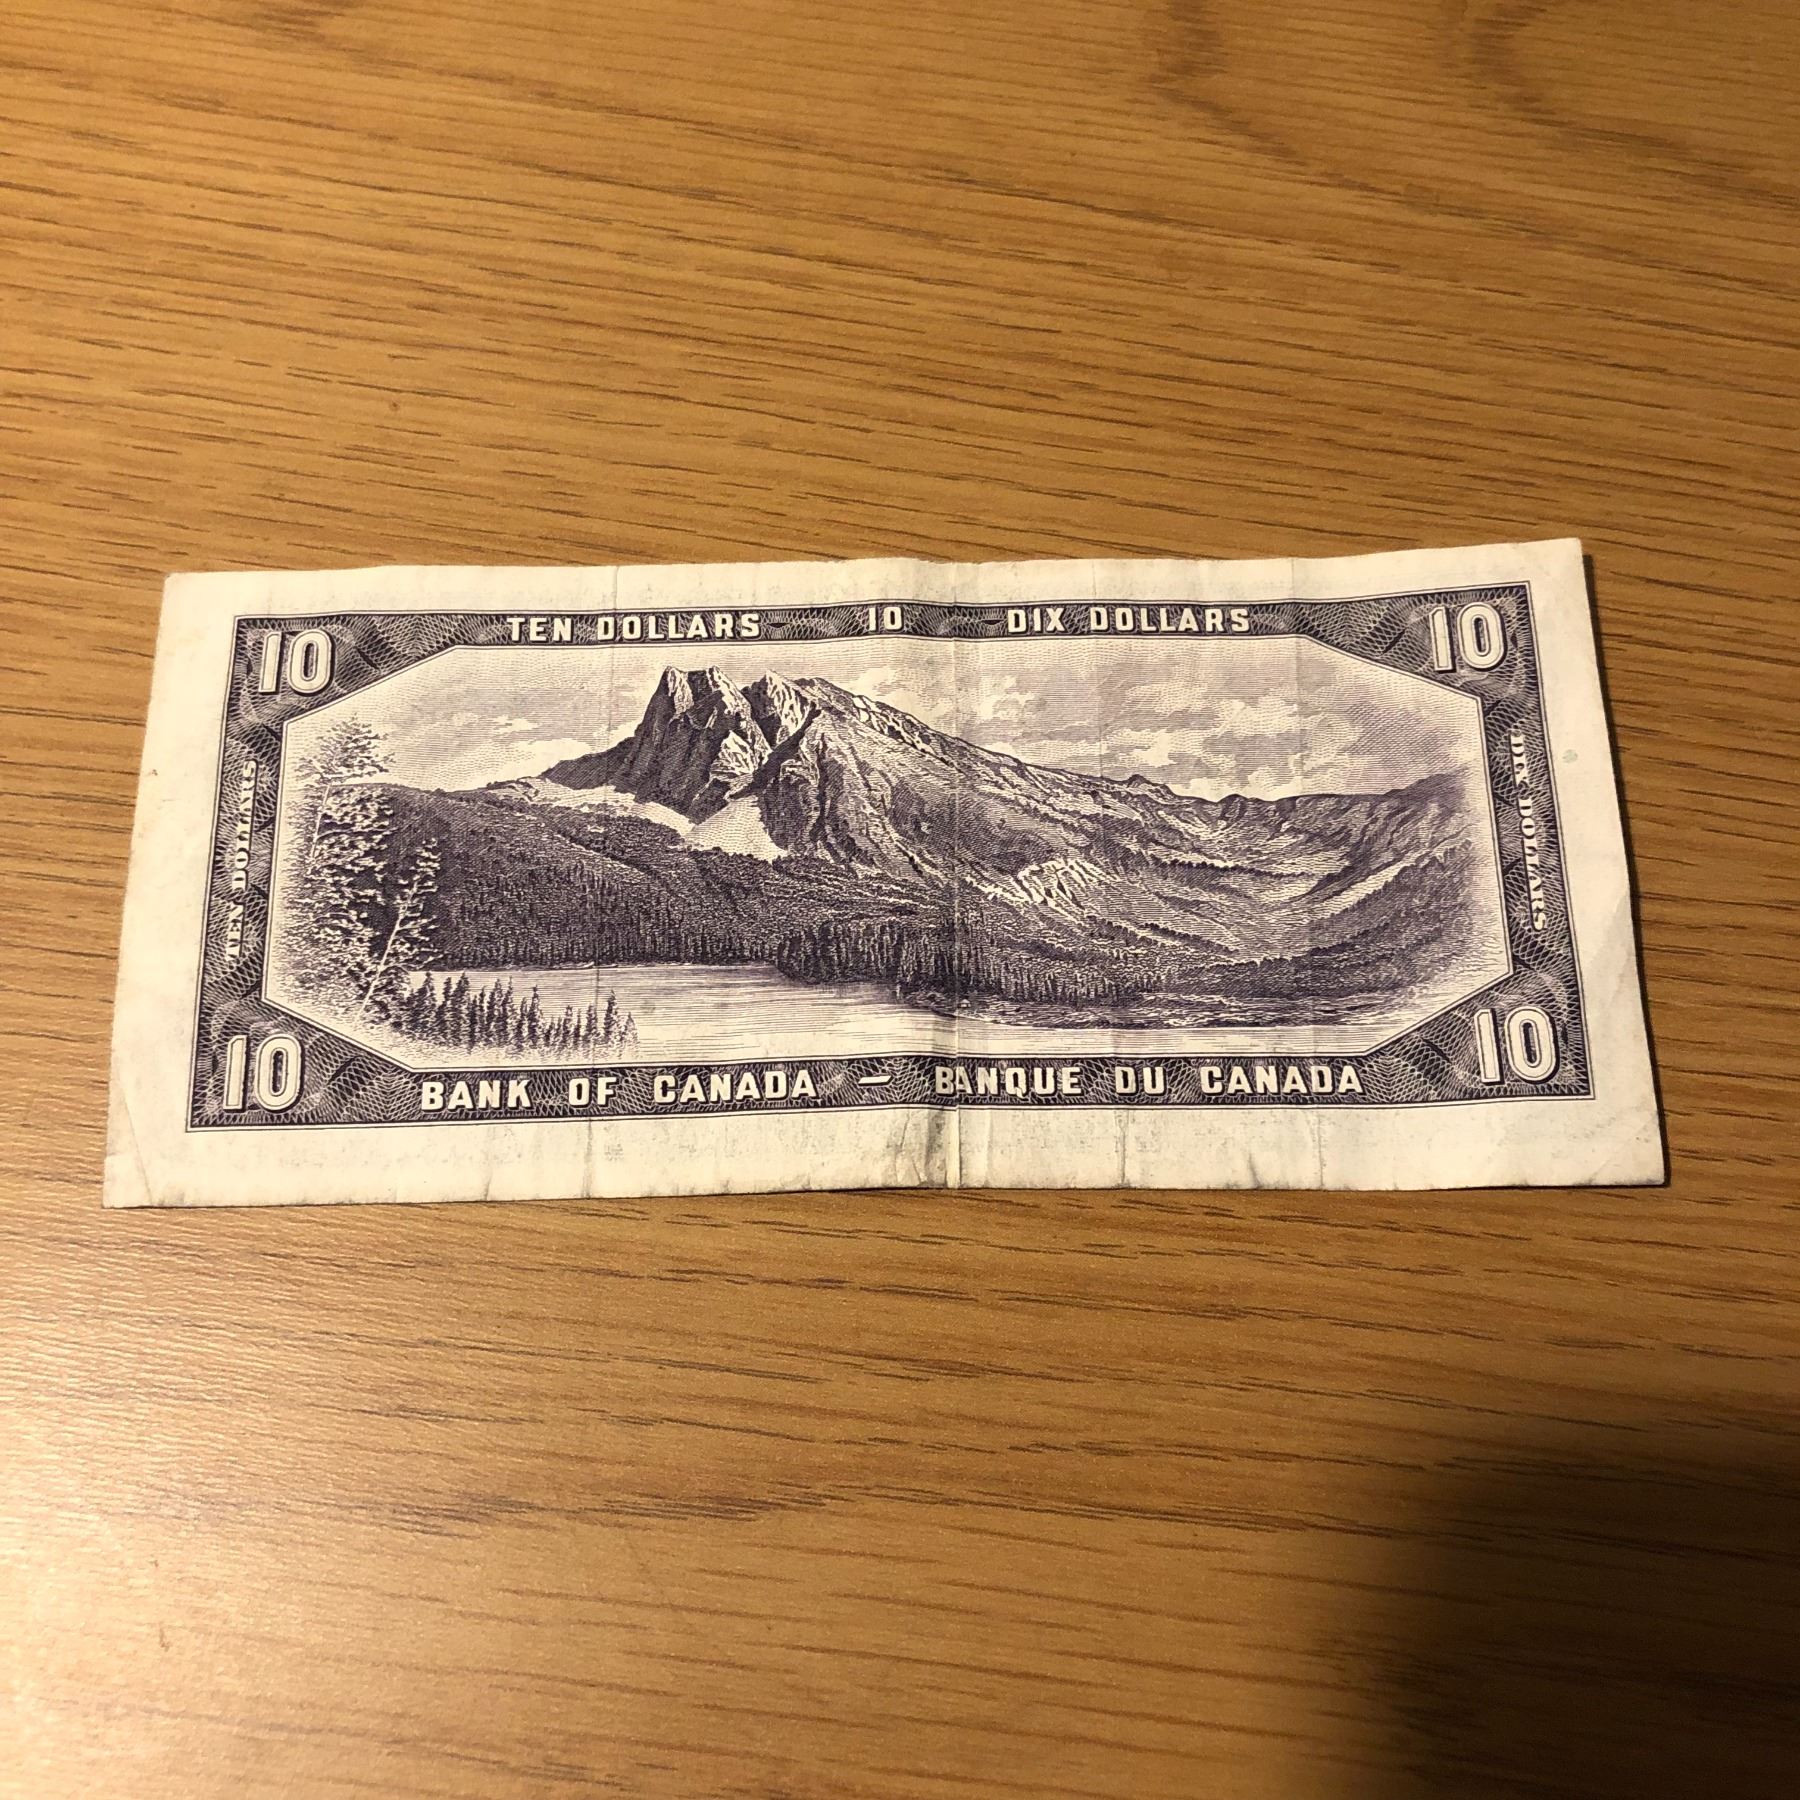 TEN DOLLARS 10 DIX DOLLARS
10 10
TEN DOLLARS
DIX DOLLARS
10 10
BANK OF CANADA — BANQUE DU CANADA